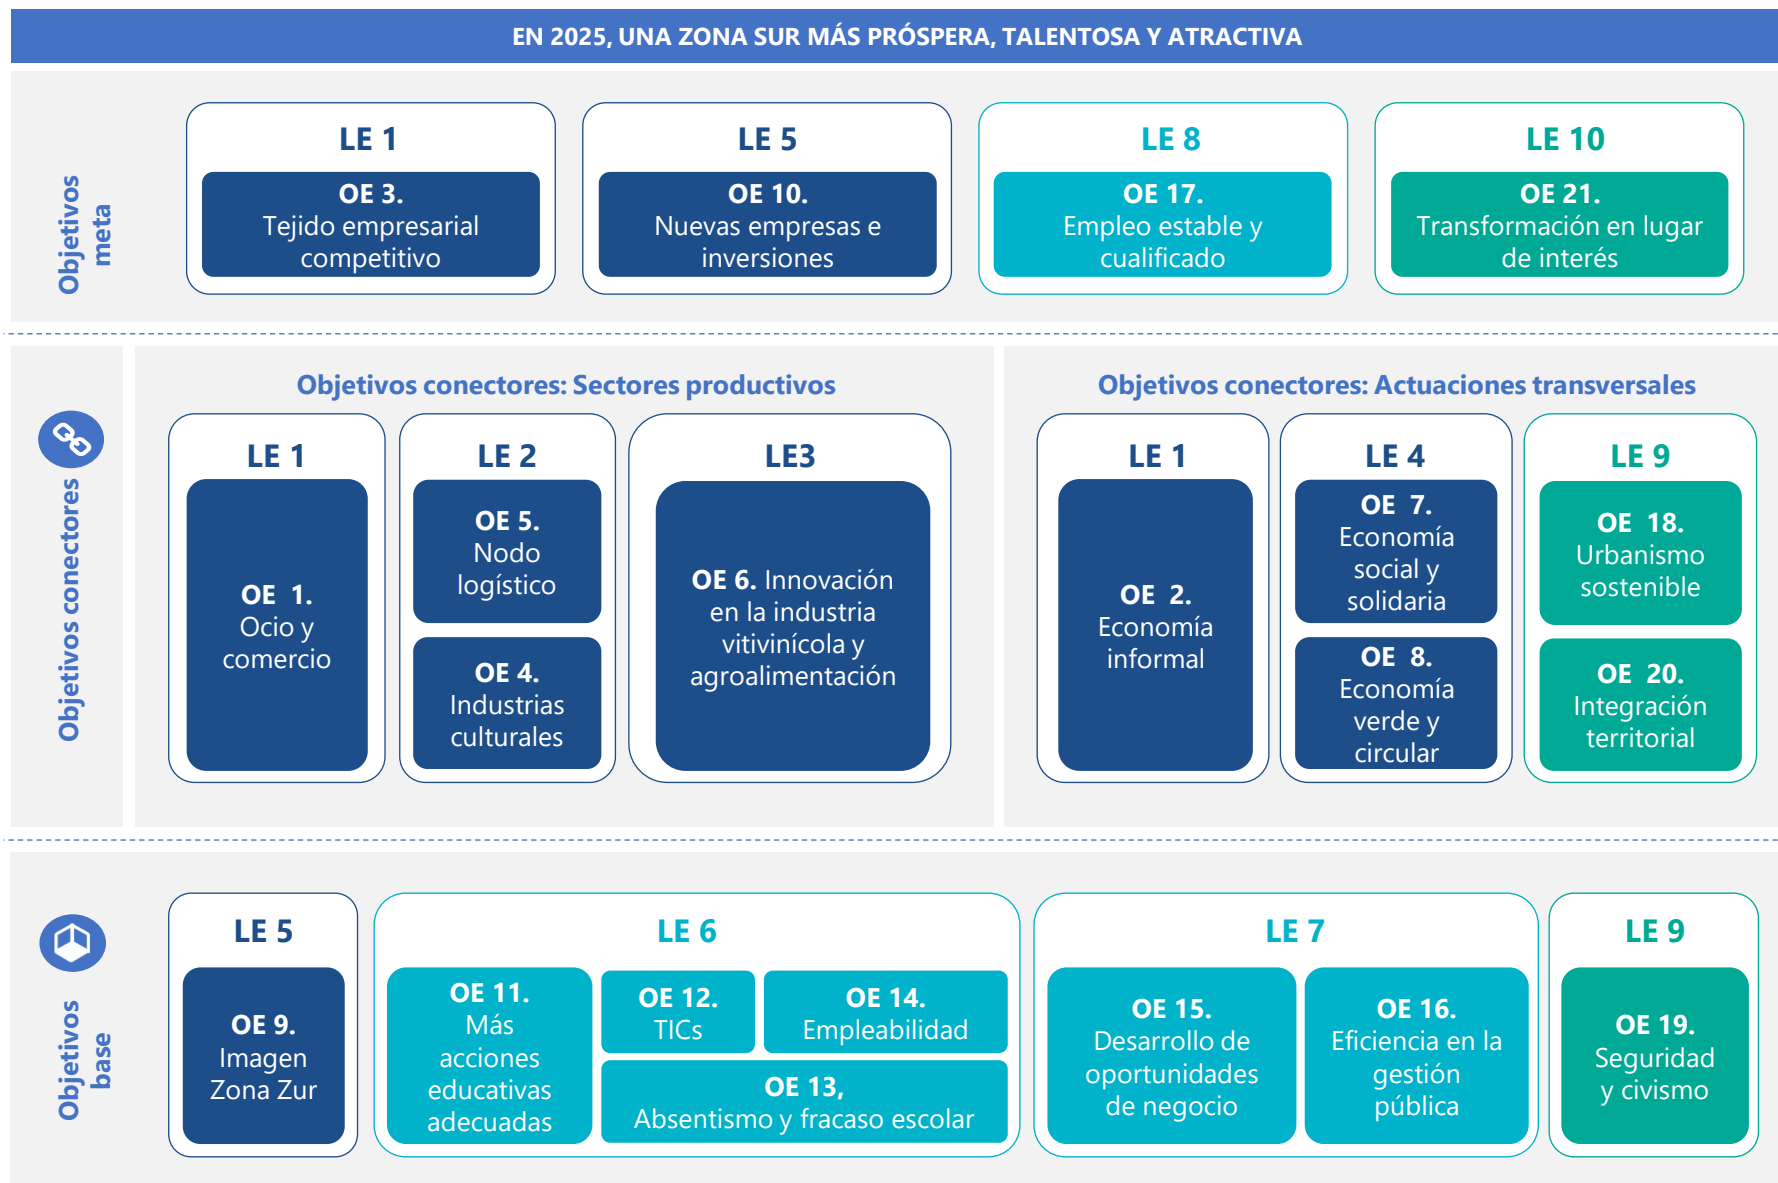 EN 2025, UNA ZONA SUR MÁS PRÓSPERA, TALENTOSA Y ATRACTIVA
Objetivos
meta
LE 1
OE 3.
Tejido empresarial
competitivo
LE 5
OE 10.
Nuevas empresas e
inversiones
LE 8
OE 17.
Empleo estable y
cualificado
LE 10
OE 21.
Transformación en lugar
de interés
Objetivos conectores
Objetivos conectores: Sectores productivos
LE 1
OE 1.
Ocio y
comercio
LE 2
OE 5.
Nodo
logístico
OE 4.
Industrias
culturales
LE3
OE 6. Innovación
en la industria
vitivinícola y
agroalimentación
Objetivos conectores: Actuaciones transversales
LE 1
OE 2.
Economía
informal
LE 4
OE 7.
Economía
social y
solidaria
OE 8.
Economía
verde y
circular
LE 9
OE 18.
Urbanismo
sostenible
OE 20.
Integración
territorial
Objetivos
base
LE 5
OE 9.
Imagen
Zona Zur
LE 6
OE 11.
Más
acciones
educativas
adecuadas
OE 12.
TICs
OE 14.
Empleabilidad
OE 13,
Absentismo y fracaso escolar
LE 7
OE 15.
Desarrollo de
oportunidades
de negocio
OE 16.
Eficiencia en la
gestión
pública
LE 9
OE 19.
Seguridad
y civismo